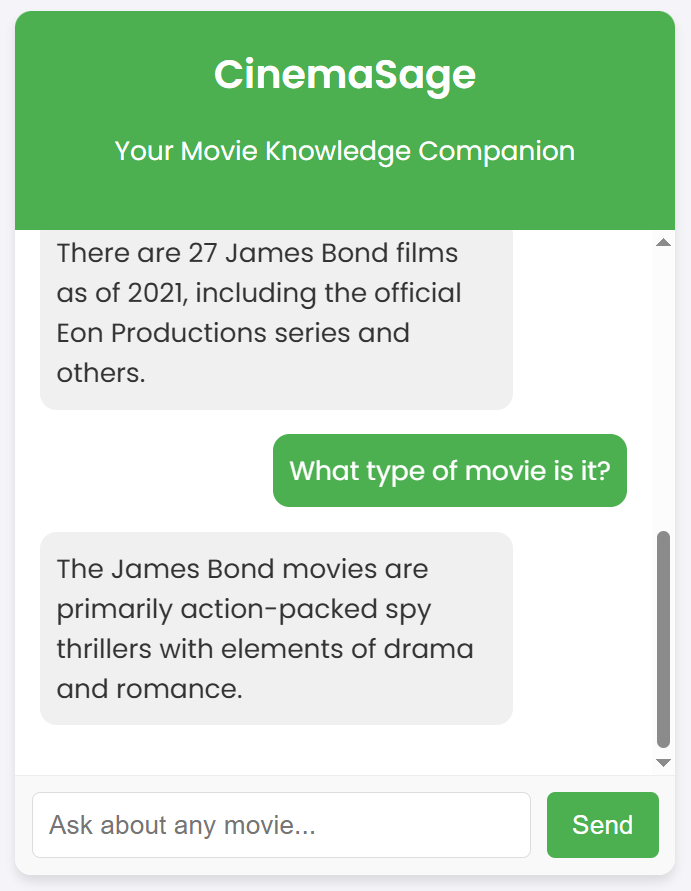 CinemaSage
Your Movie Knowledge Companion
There are 27 James Bond films
as of 2021, including the official
Eon Productions series and
others.
What type of movie is it?
The James Bond movies are
primarily action-packed spy
thrillers with elements of drama
and romance.
Ask about any movie...
Send